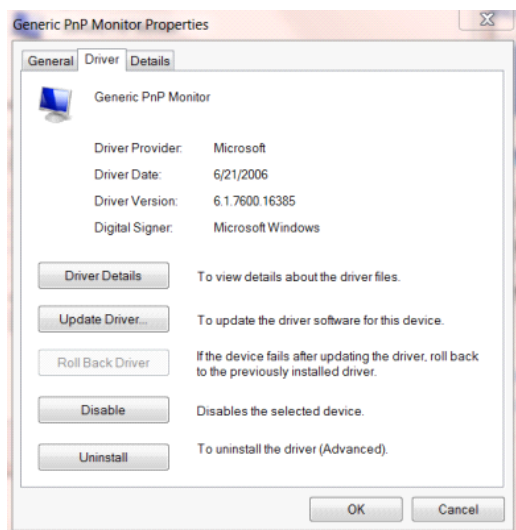 Generic PnP Monitor Properties
General Driver Details
Generic PnP Monitor
Driver Provider: Microsoft
Driver Date: 6/21/2006
Driver Version: 6.1.7600.16385
Digital Signer: Microsoft Windows
Driver Details To view details about the driver files.
Update Driver... To update the driver software for this device.
Roll Back Driver If the device fails after updating the driver, roll back
to the previously installed driver.
Disable Disables the selected device.
Uninstall To uninstall the driver (Advanced).
OK Cancel